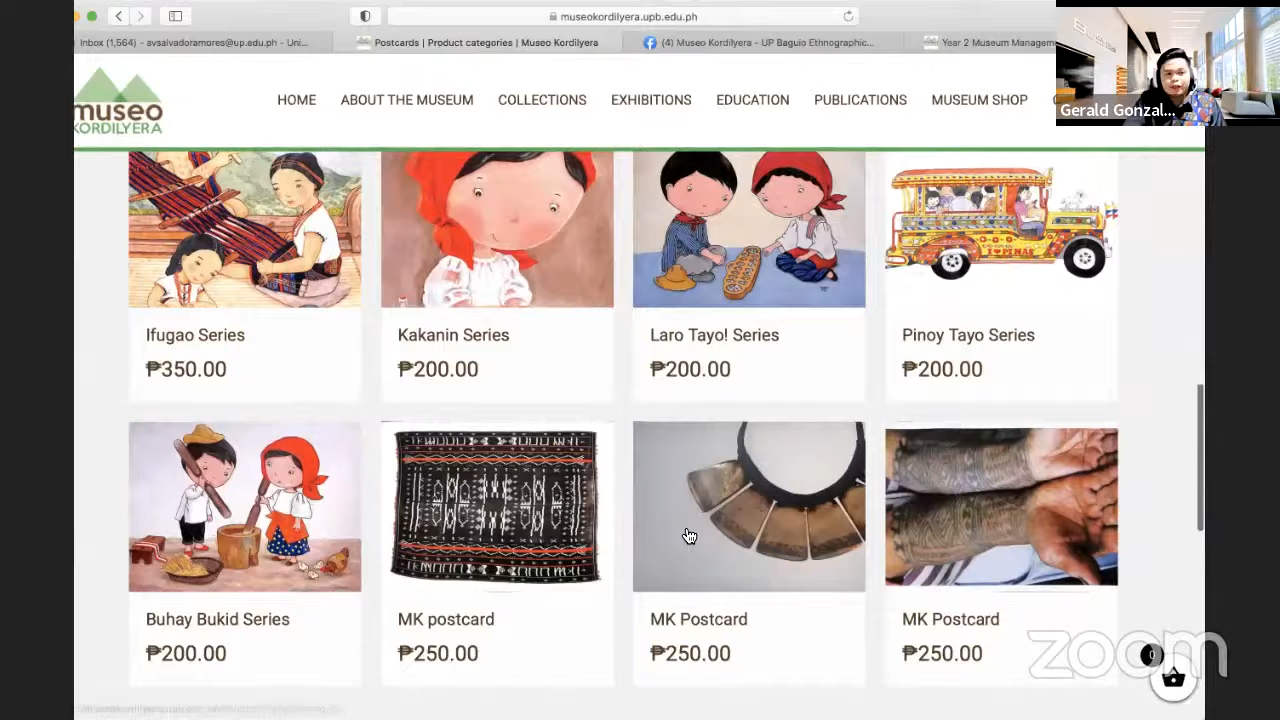 museokordilyera.upb.edu.ph
Inbox (1,564) - avsalvadoramores@up.edu.ph - Uni...
Postcards | Product categories | Museo Kordilyera
(4) Museo Kordilyera - UP Baguio Ethnographic...
Year 2 Museum Managem
Gerald Gonzal...
museo
KORDILYERA
HOME
ABOUT THE MUSEUM
COLLECTIONS
EXHIBITIONS
EDUCATION
PUBLICATIONS
MUSEUM SHOP
Ifugao Series
₱350.00
Kakanin Series
₱200.00
Laro Tayo! Series
₱200.00
Pinoy Tayo Series
₱200.00
Buhay Bukid Series
₱200.00
MK postcard
₱250.00
MK Postcard
₱250.00
MK Postcard
₱250.00
zoom
0